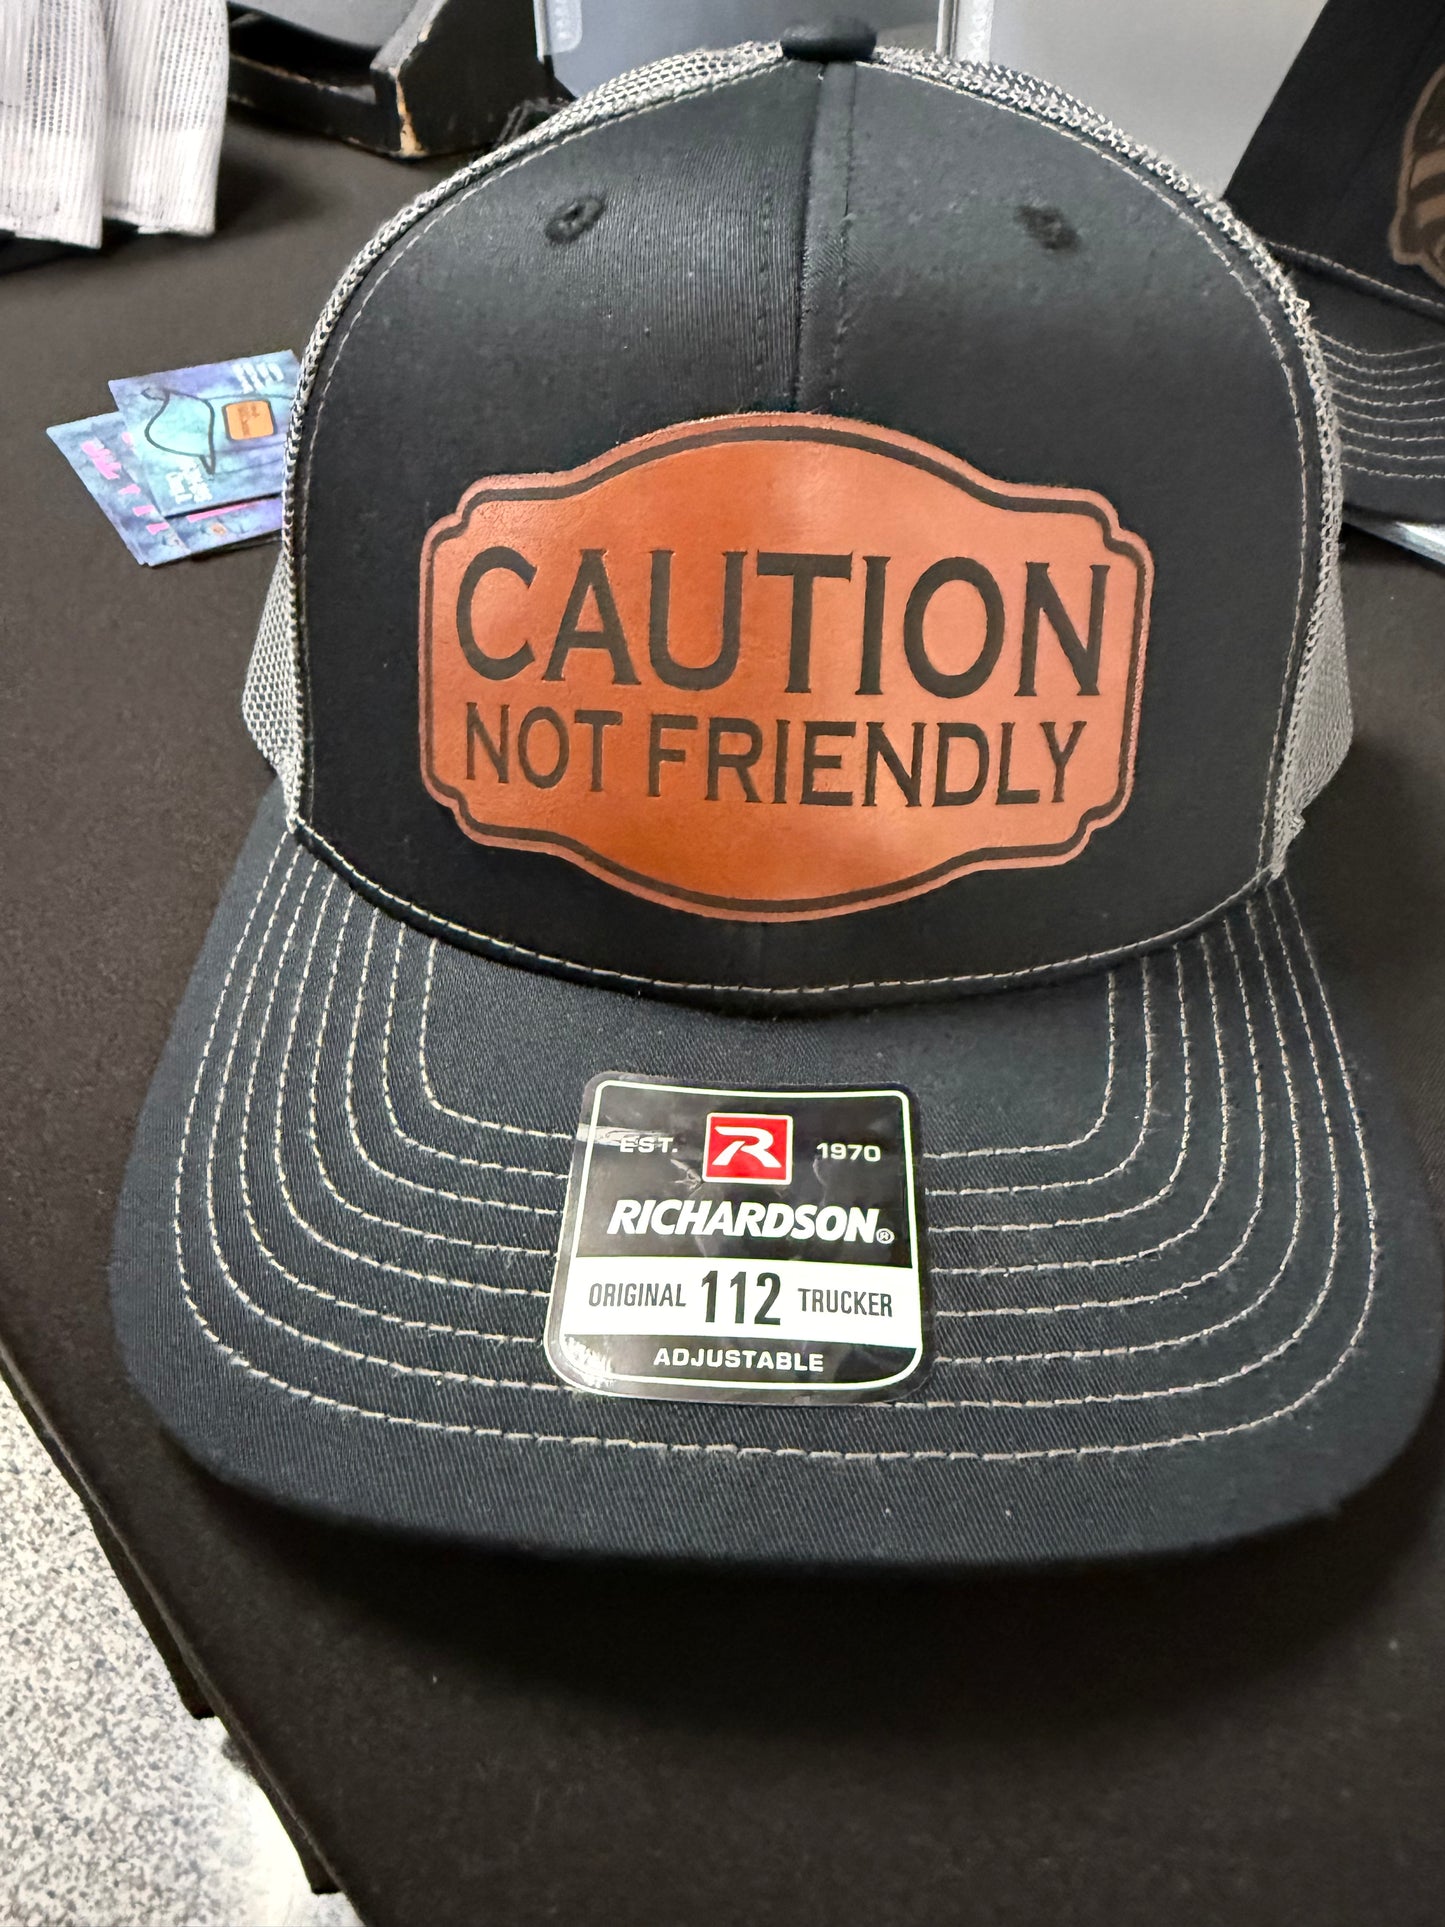 CAUTION
NOT FRIENDLY
EST. R 1970
RICHARDSON®
ORIGINAL 112 TRUCKER
ADJUSTABLE